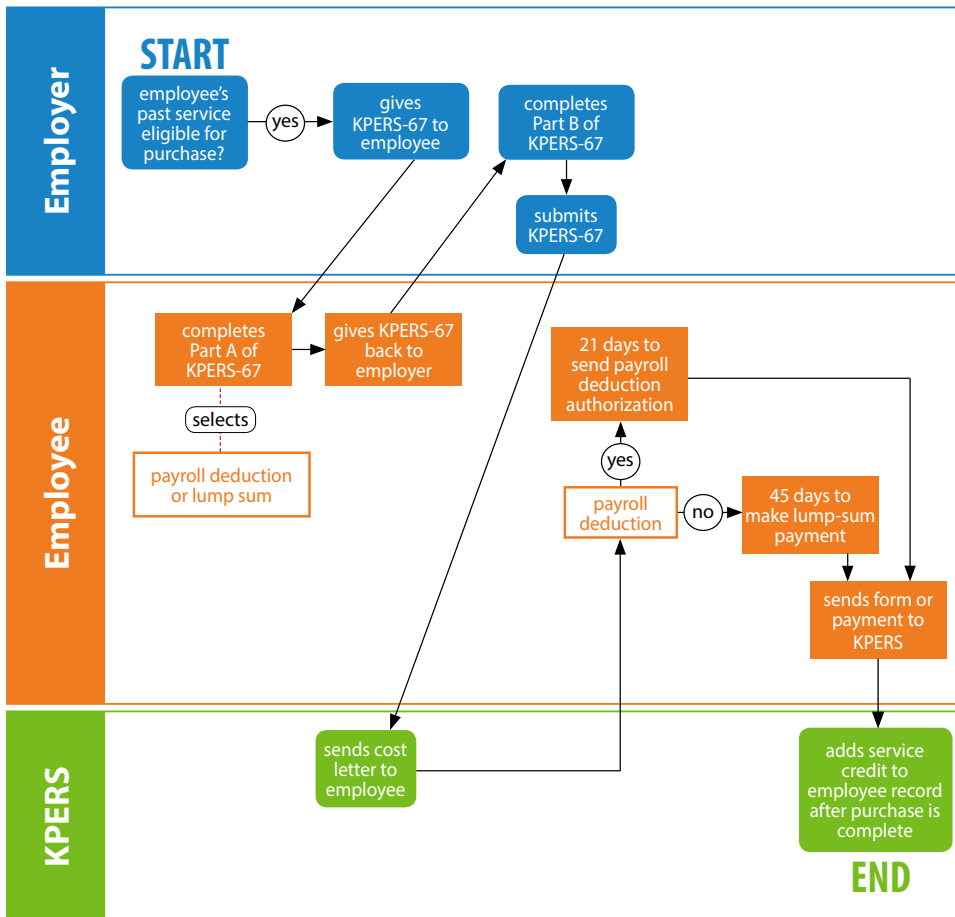 Employer
START
employee's
past service
eligible for
purchase?
yes
gives
KPERS-67 to
employee
completes
Part B of
KPERS-67
submits
KPERS-67
Employee
completes
Part A of
KPERS-67
gives KPERS-67
back to
employer
selects
payroll deduction
or lump sum
21 days to
send payroll
deduction
authorization
yes
payroll
deduction
no
45 days to
make lump-sum
payment
sends form or
payment to
KPERS
KPERS
sends cost
letter to
employee
adds service
credit to
employee record
after purchase is
complete
END